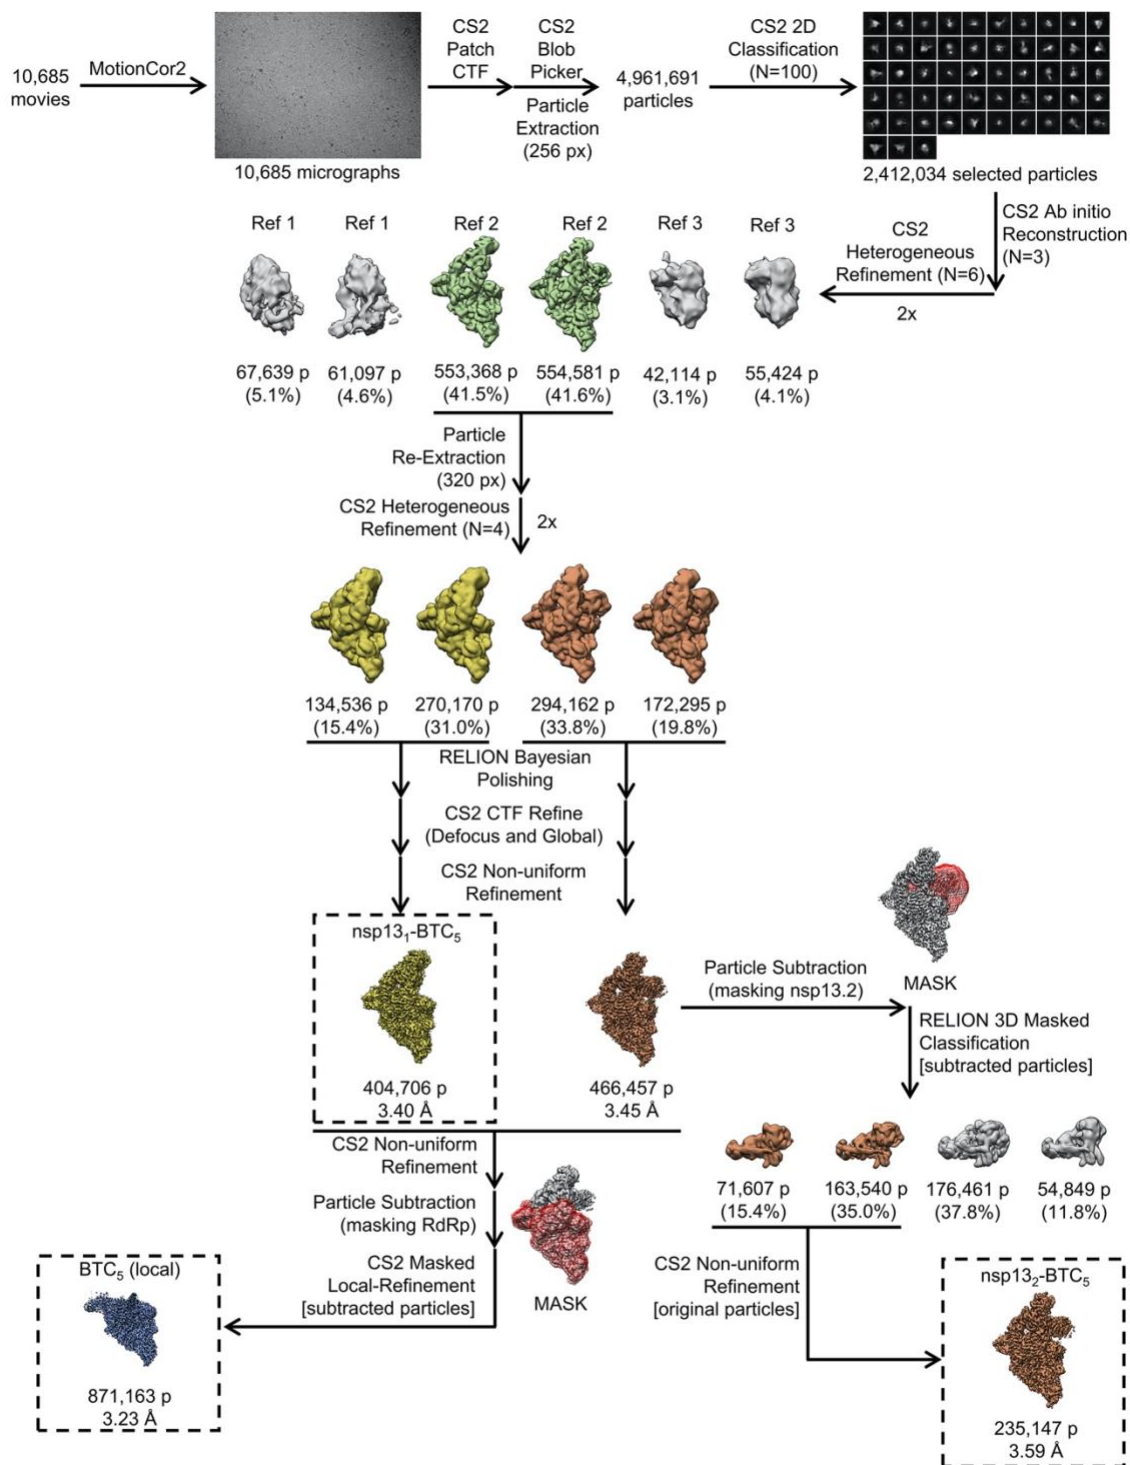 10,685
movies
MotionCor2
10,685 micrographs
CS2
Patch
CTF
CS2
Blob
Picker
Particle
Extraction
(256 px)
4,961,691
particles
CS2 2D
Classification
(N=100)
2,412,034 selected particles
CS2 Ab initio
Reconstruction
(N=3)
CS2
Heterogeneous
Refinement (N=6)
2x
Ref 1
Ref 1
Ref 2
Ref 2
Ref 3
Ref 3
67,639 p
(5.1%)
61,097 p
(4.6%)
553,368 p
(41.5%)
554,581 p
(41.6%)
42,114 p
(3.1%)
55,424 p
(4.1%)
Particle
Re-Extraction
(320 px)
CS2 Heterogeneous
Refinement (N=4)
2x
134,536 p
(15.4%)
270,170 p
(31.0%)
294,162 p
(33.8%)
172,295 p
(19.8%)
RELION Bayesian
Polishing
CS2 CTF Refine
(Defocus and Global)
CS2 Non-uniform
Refinement
nsp13₁-BTC₅
404,706 p
3.40 Å
466,457 p
3.45 Å
Particle Subtraction
(masking nsp13.2)
MASK
RELION 3D Masked
Classification
[subtracted particles]
71,607 p
(15.4%)
163,540 p
(35.0%)
176,461 p
(37.8%)
54,849 p
(11.8%)
CS2 Non-uniform
Refinement
Particle Subtraction
(masking RdRp)
CS2 Masked
Local-Refinement
[subtracted particles]
MASK
BTC₅ (local)
871,163 p
3.23 Å
CS2 Non-uniform
Refinement
[original particles]
nsp13₂-BTC₅
235,147 p
3.59 Å